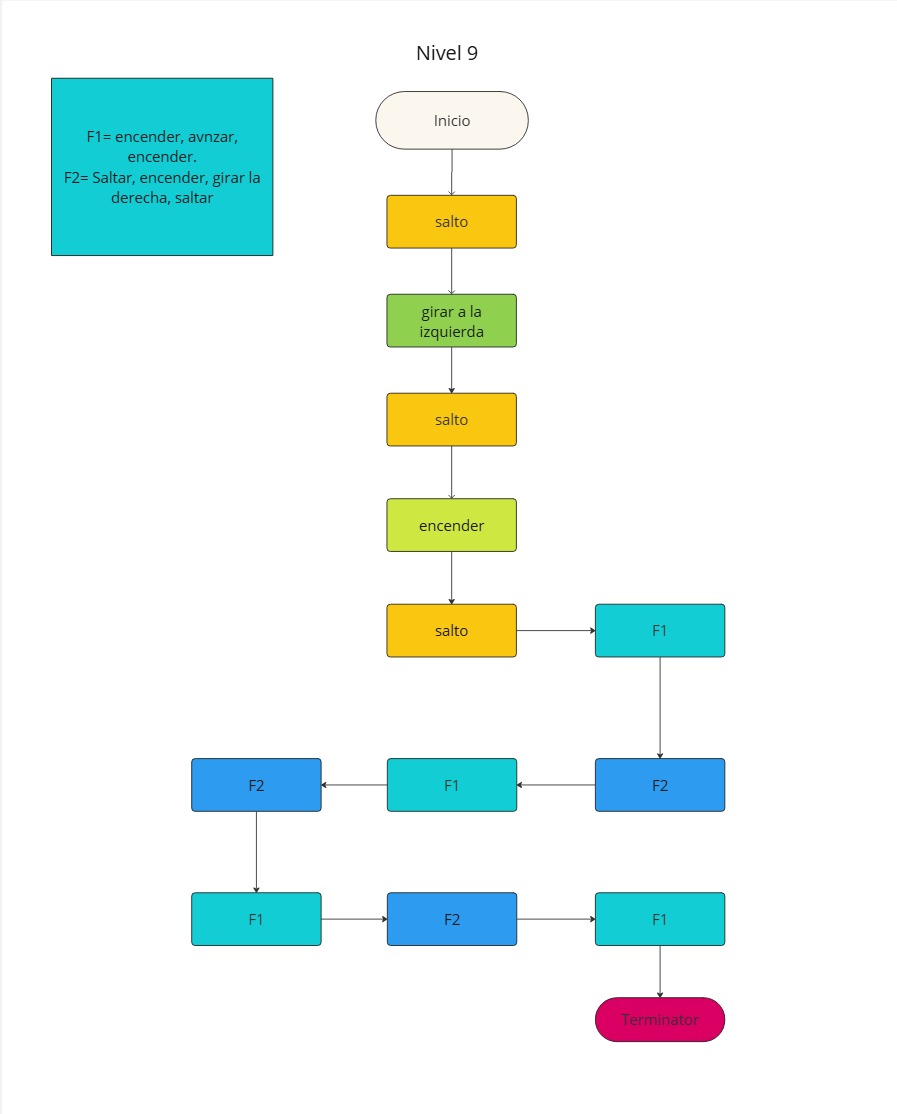 Nivel 9
F1= encender, avnzar,
encender.
F2= Saltar, encender, girar la
derecha, saltar
Inicio
salto
girar a la
izquierda
salto
encender
salto
F1
F2
F1
F2
F1
F2
F1
Terminator